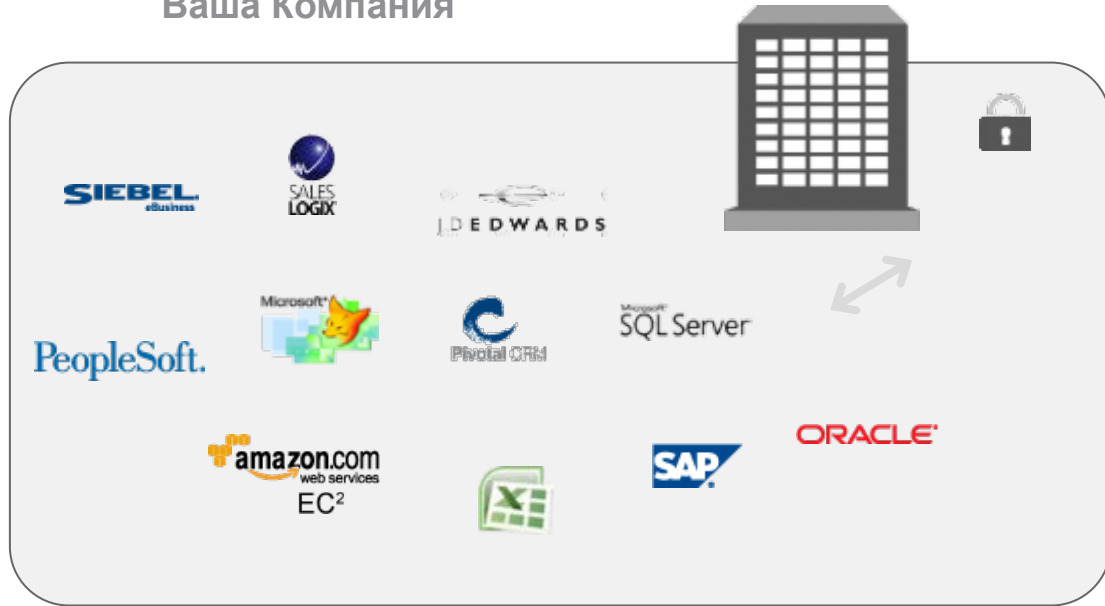 Ваша Компания
SIEBEL.
eBusiness
SALES
LOGIX
JDEDWARDS
Microsoft
PeopleSoft.
Pivotal CRM
Microsoft
SQL Server
amazon.com
web services
EC²
SAP
ORACLE